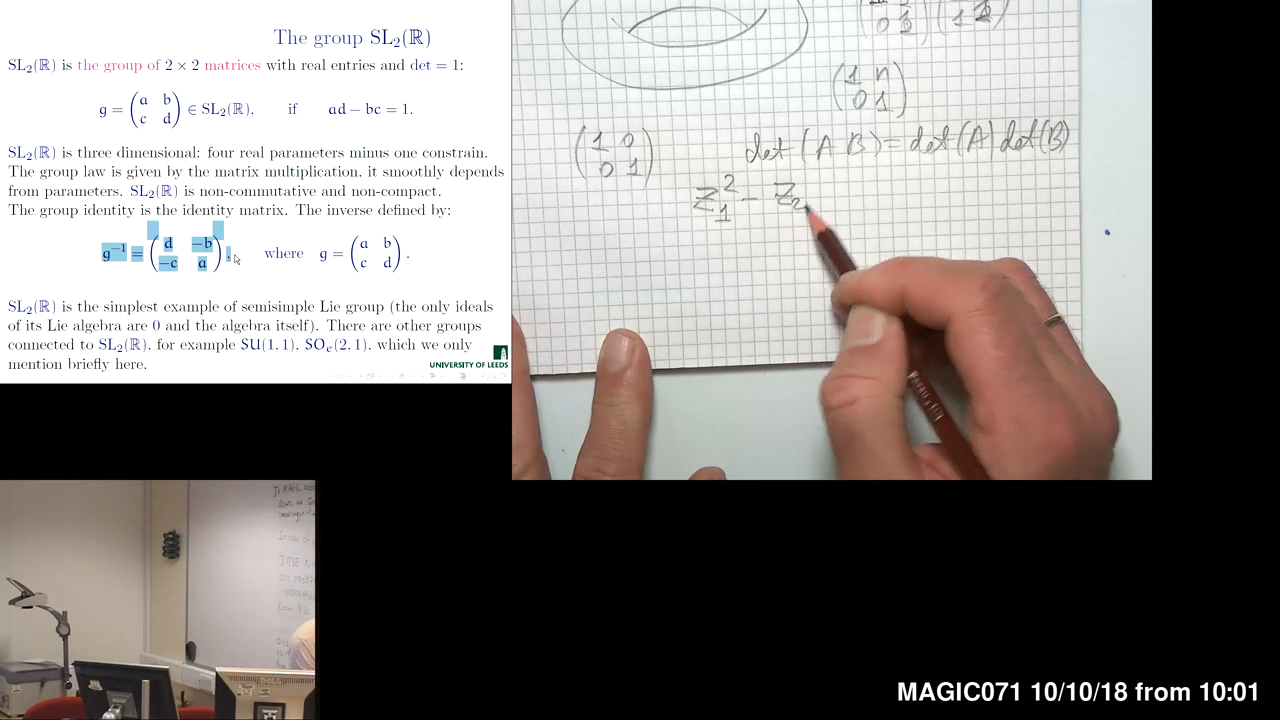 The group SL₂(ℝ)
SL₂(ℝ) is the group of 2 × 2 matrices with real entries and det = 1:
g = (a b
c d) ∈ SL₂(ℝ). if ad − bc = 1.
SL₂(ℝ) is three dimensional: four real parameters minus one constrain.
The group law is given by the matrix multiplication, it smoothly depends
from parameters. SL₂(ℝ) is non-commutative and non-compact.
The group identity is the identity matrix. The inverse defined by:
g⁻¹ = (d −b
−c a). where g = (a b
c d).
SL₂(ℝ) is the simplest example of semisimple Lie group (the only ideals
of its Lie algebra are 0 and the algebra itself). There are other groups
connected to SL₂(ℝ), for example SU(1, 1), SOₑ(2, 1), which we only
mention briefly here.
UNIVERSITY OF LEEDS
(1 n
0 1)
(1 0
0 1)
det(A B) = det(A) det(B)
Z₁² − Z₂
MAGIC071 10/10/18 from 10:01